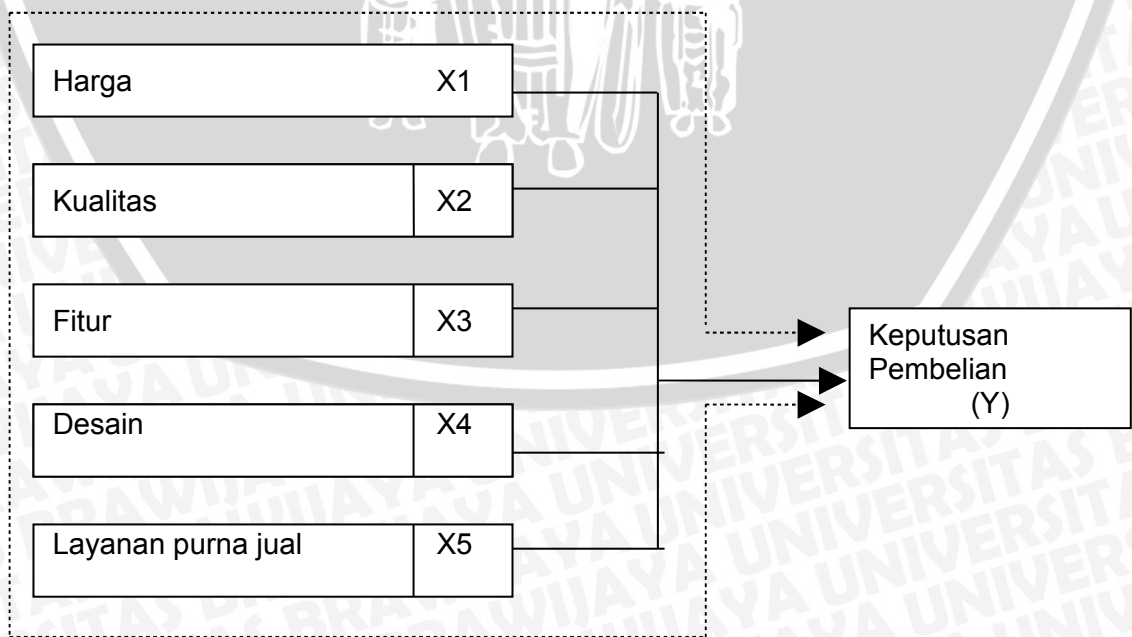 Harga X1
Kualitas X2
Fitur X3
Desain X4
Layanan purna jual X5
Keputusan
Pembelian
(Y)